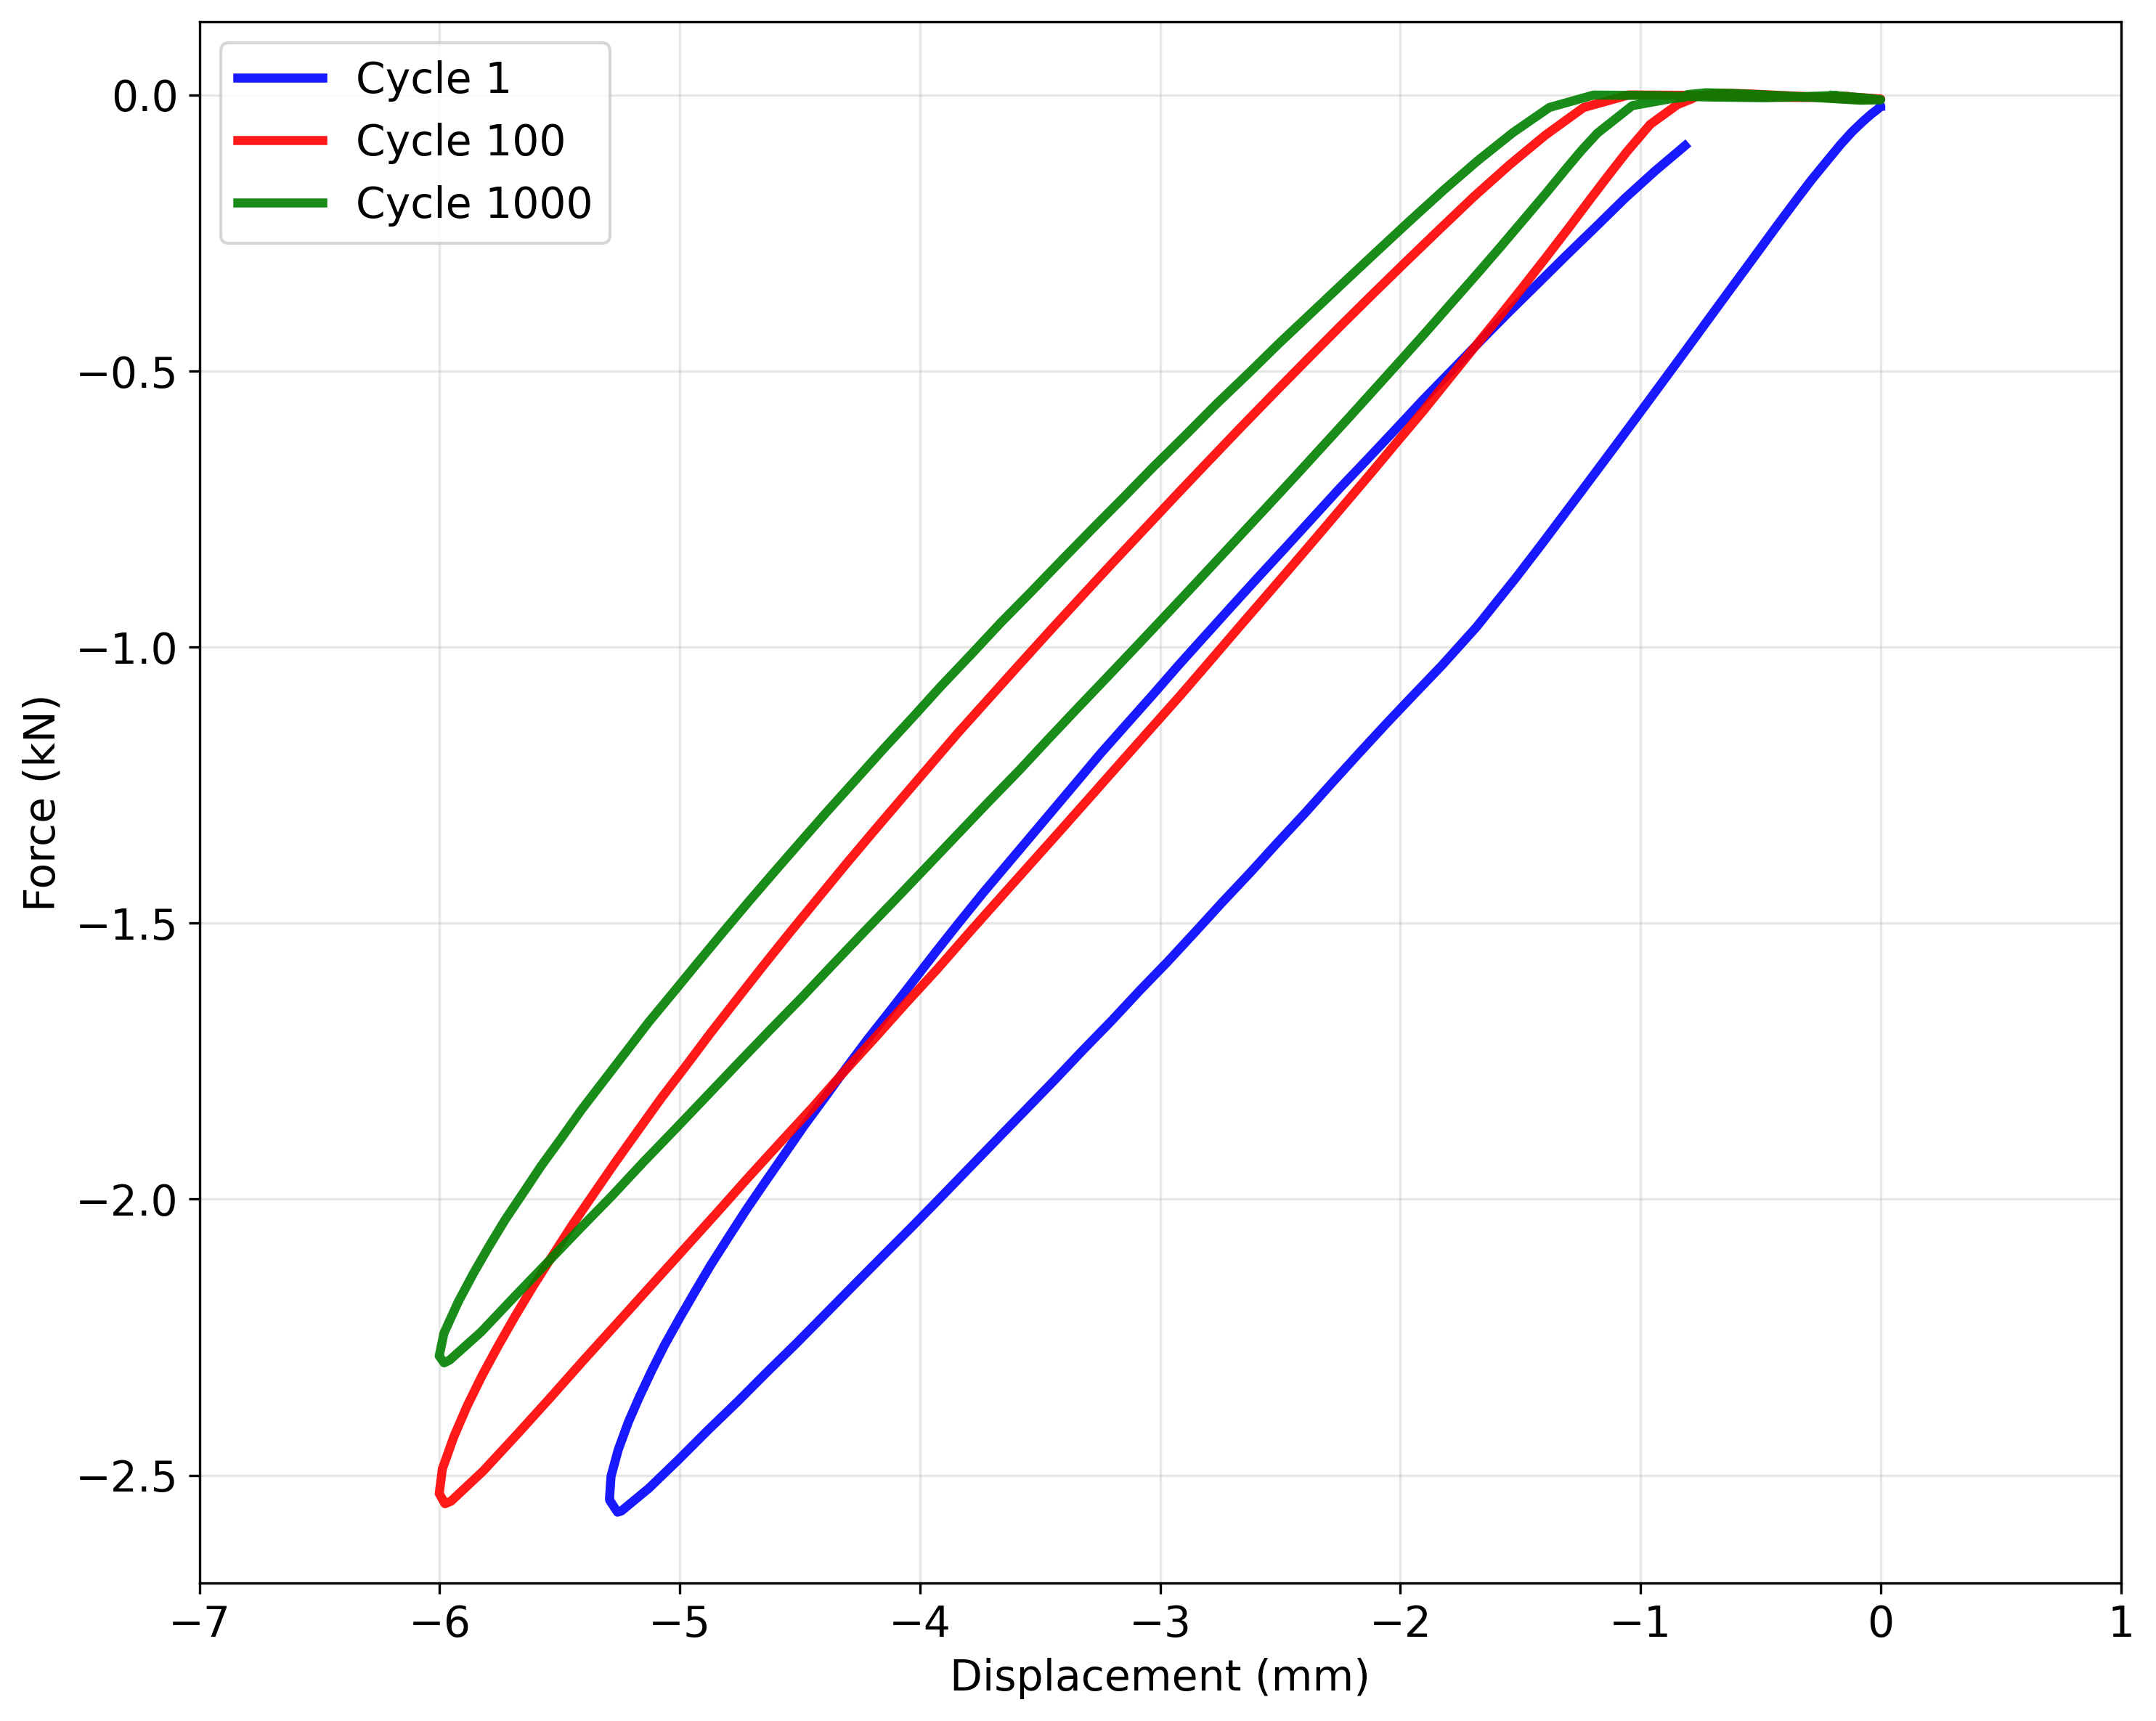 Cycle 1
Cycle 100
Cycle 1000
0.0
−0.5
−1.0
−1.5
−2.0
−2.5
Force (kN)
−7 −6 −5 −4 −3 −2 −1 0 1
Displacement (mm)